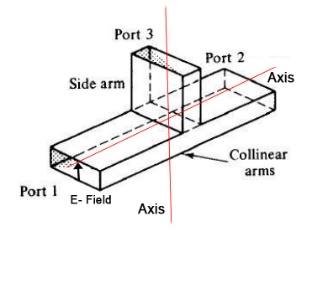 Port 3
Port 2
Side arm
Axis
Collinear
arms
Port 1
E- Field
Axis